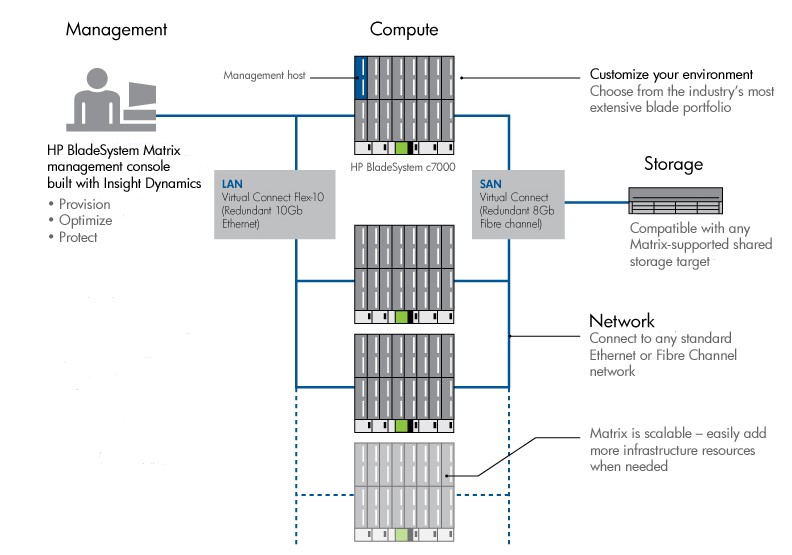 Management
Compute
Management host
Customize your environment
Choose from the industry's most
extensive blade portfolio
HP BladeSystem Matrix
management console
built with Insight Dynamics
• Provision
• Optimize
• Protect
HP BladeSystem c7000
LAN
Virtual Connect Flex-10
(Redundant 10Gb
Ethernet)
SAN
Virtual Connect
(Redundant 8Gb
Fibre channel)
Storage
Compatible with any
Matrix-supported shared
storage target
Network
Connect to any standard
Ethernet or Fibre Channel
network
Matrix is scalable – easily add
more infrastructure resources
when needed